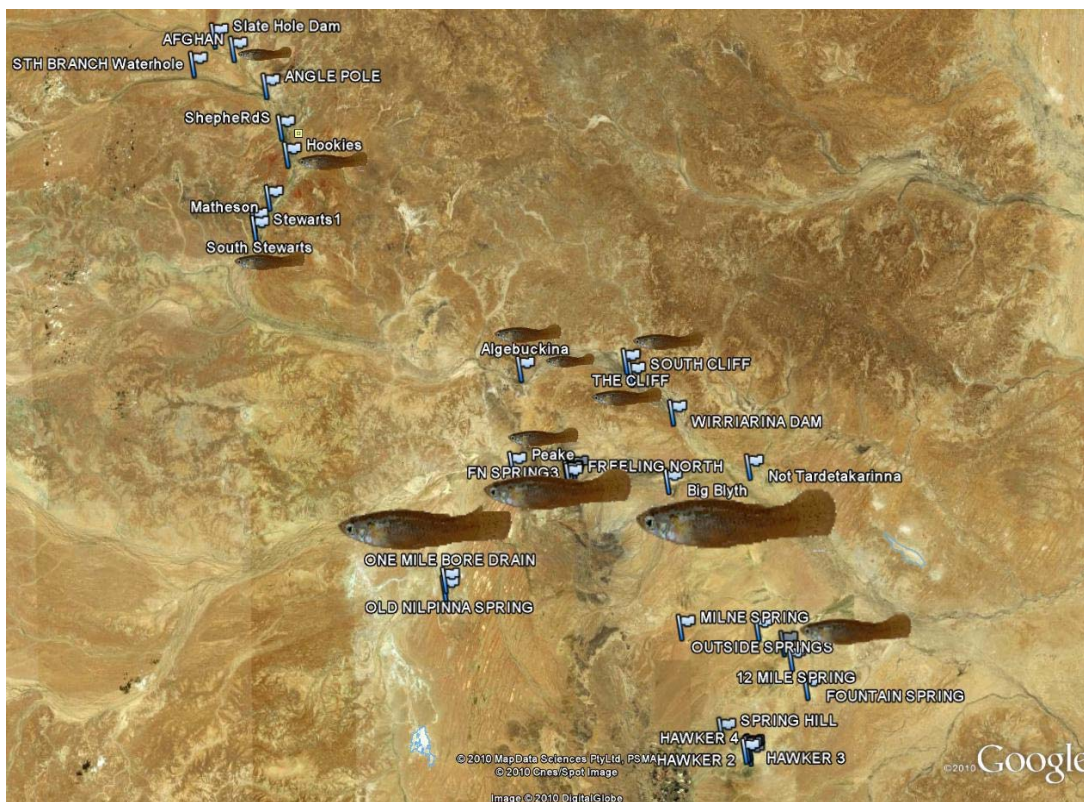 Slate Hole Dam
AFGHAN
STH BRANCH Waterhole
ANGLE POLE
ShepheRdS
Hookies
Matheson
Stewarts1
South Stewarts
Algebuckina
SOUTH CLIFF
THE CLIFF
WIRRIARINA DAM
Peake
FN SPRING3
FREELING NORTH
Not Tardetakarinna
Big Blyth
ONE MILE BORE DRAIN
OLD NILPINNA SPRING
MILNE SPRING
OUTSIDE SPRINGS
12 MILE SPRING
FOUNTAIN SPRING
SPRING HILL
HAWKER 4
HAWKER 2
HAWKER 3
© 2010 MapData Sciences PtyLtd, PSMA
© 2010 Cnes/Spot Image
Image © 2010 DigitalGlobe
©2010 Google